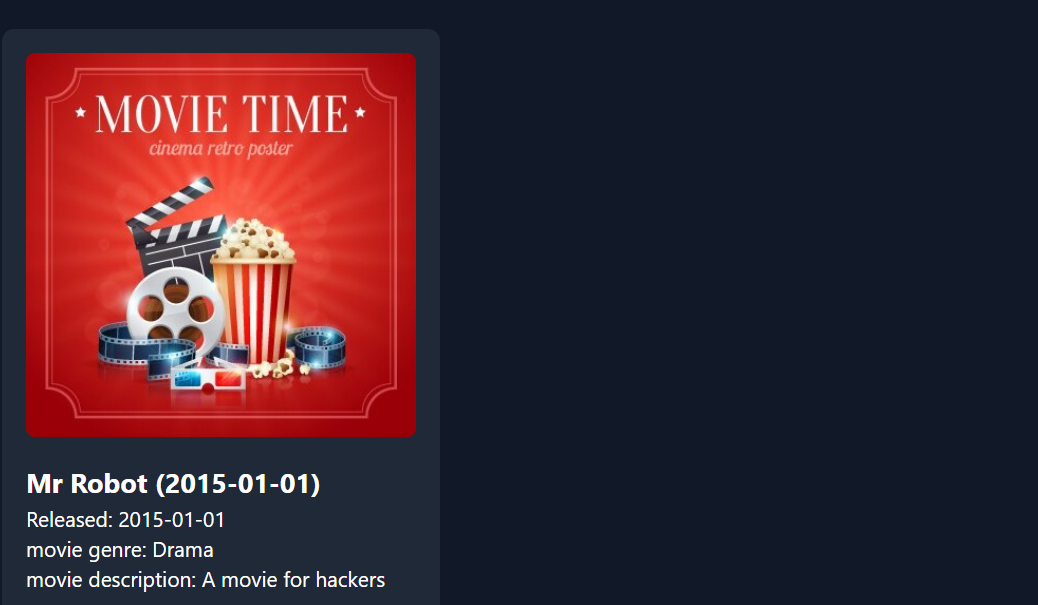 MOVIE TIME
cinema retro poster
Mr Robot (2015-01-01)
Released: 2015-01-01
movie genre: Drama
movie description: A movie for hackers